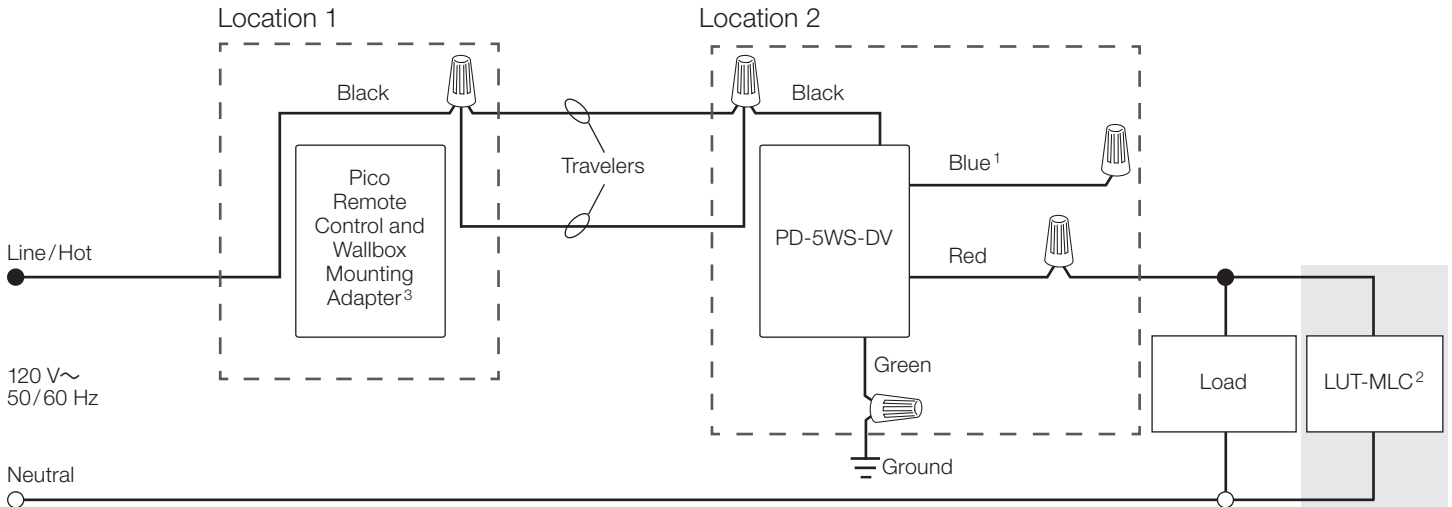 Location 1
Location 2
Black
Black
Travelers
Blue1
Pico
Remote
Control and
Wallbox
Mounting
Adapter3
PD-5WS-DV
Line/Hot
Red
120 V~
50/60 Hz
Green
Load
LUT-MLC2
Ground
Neutral